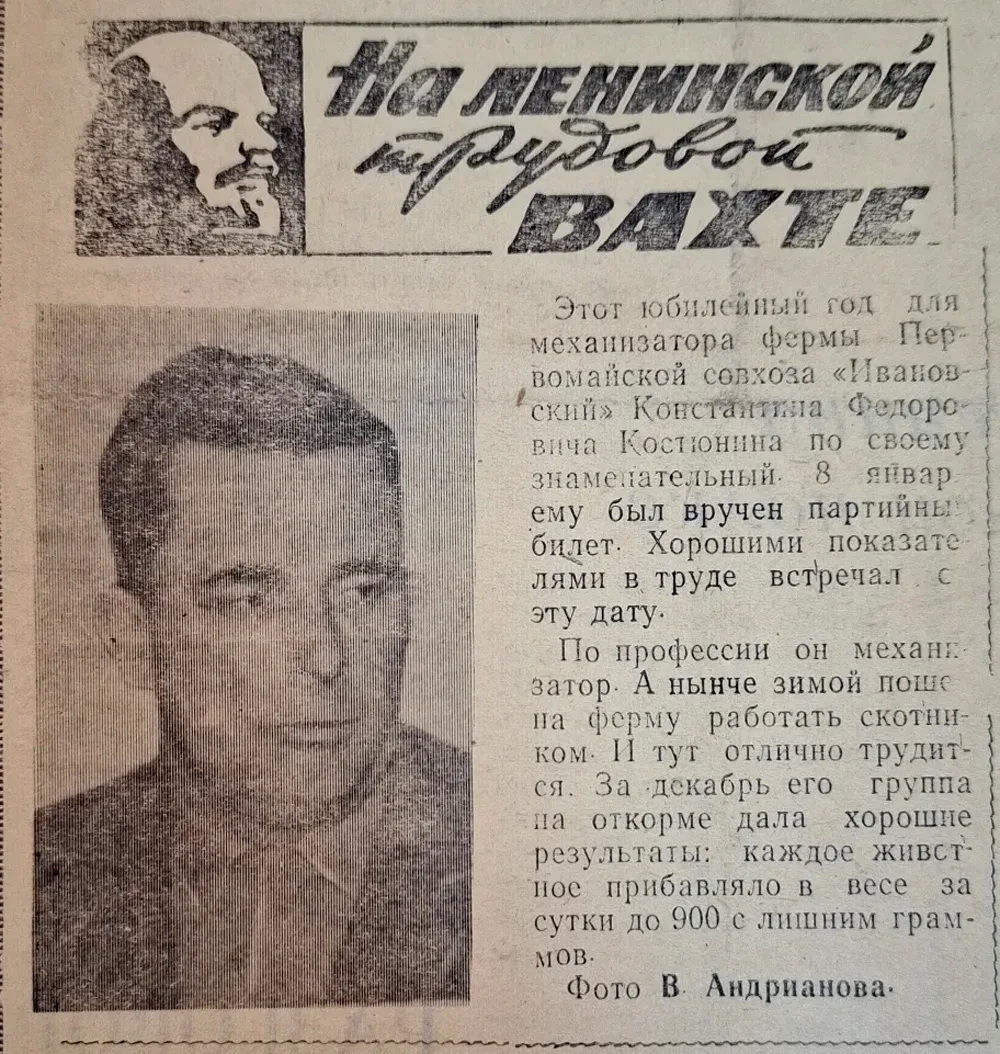 На ЛЕНИНСКОЙ
трудовой
ВАХТЕ
Этот юбилейный год для
механизатора фермы Пер-
вомайской совхоза «Иванов-
ский» Константина Федоро-
вича Костюнина по своему
знаменательный. 8 январ
ему был вручен партийны
билет. Хорошими показате
лями в труде встречал с
эту дату.
По профессии он механи-
затор. А нынче зимой поше
на ферму работать скотни-
ком. И тут отлично трудит-
ся. За декабрь его группа
на откорме дала хорошие
результаты: каждое живот-
ное прибавляло в весе за
сутки до 900 с лишним грам-
мов.
Фото В. Андрианова.